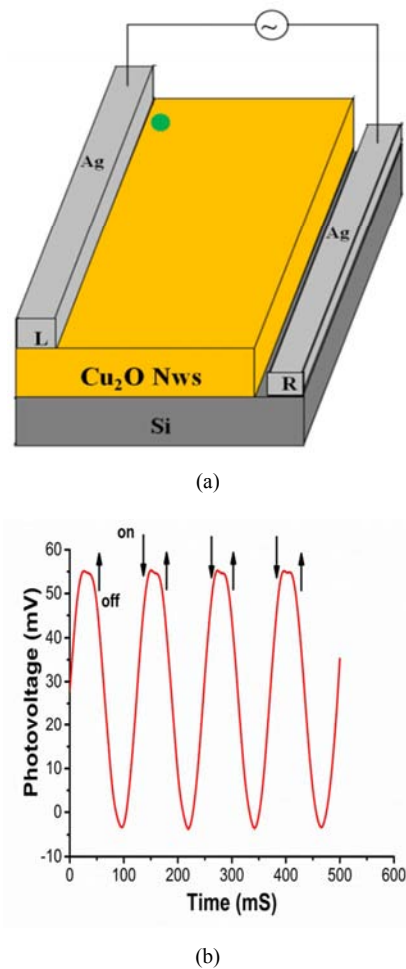 ~
Ag
Ag
L
R
Cu₂O Nws
Si
(a)
on
off
60
50
40
30
20
10
0
-10
Photovoltage (mV)
0 100 200 300 400 500 600
Time (mS)
(b)